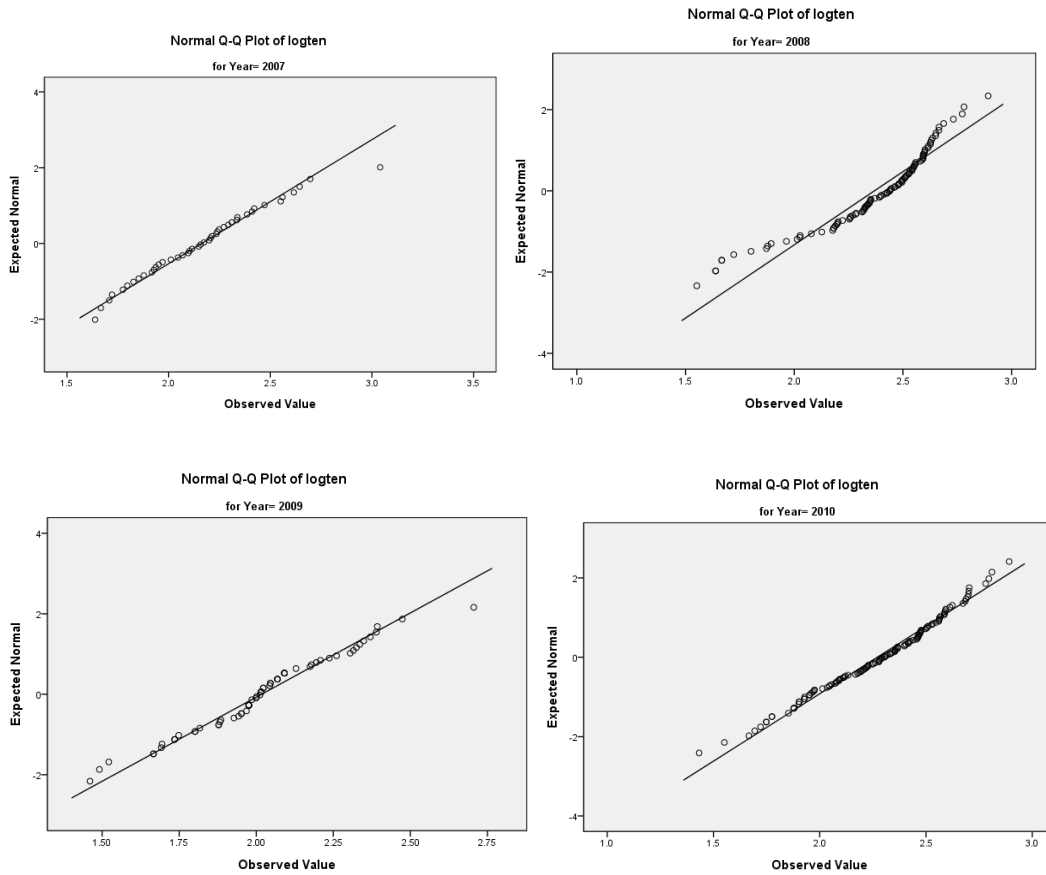 Normal Q-Q Plot of logten
for Year= 2007
Expected Normal
4
2
0
-2
1.5 2.0 2.5 3.0 3.5
Observed Value
Normal Q-Q Plot of logten
for Year= 2008
Expected Normal
2
0
-2
-4
1.0 1.5 2.0 2.5 3.0
Observed Value
Normal Q-Q Plot of logten
for Year= 2009
Expected Normal
4
2
0
-2
1.50 1.75 2.00 2.25 2.50 2.75
Observed Value
Normal Q-Q Plot of logten
for Year= 2010
Expected Normal
2
0
-2
-4
1.0 1.5 2.0 2.5 3.0
Observed Value